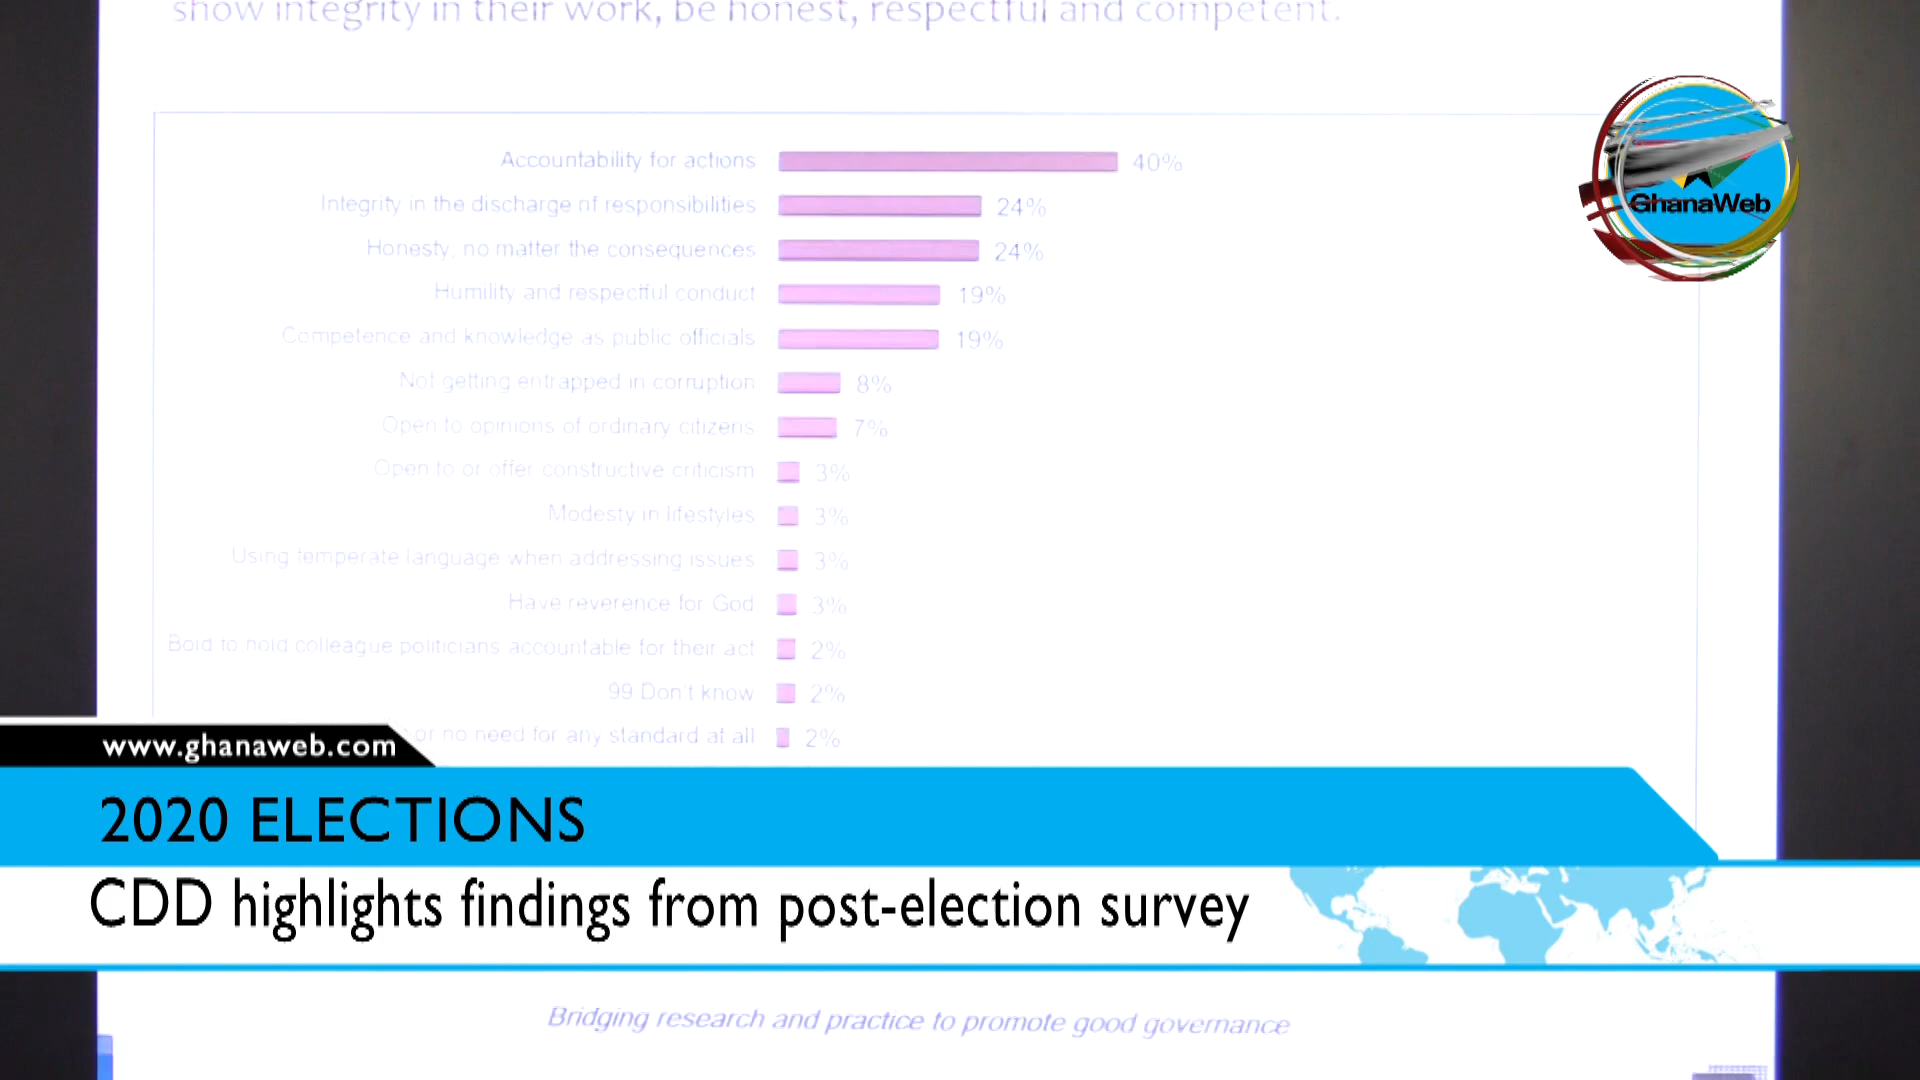 show integrity in their work, be honest, respectful and competent.
Accountability for actions 40%
Integrity in the discharge of responsibilities 24%
Honesty, no matter the consequences 24%
Humility and respectful conduct 19%
Competence and knowledge as public officials 19%
Not getting entrapped in corruption 8%
Open to opinions of ordinary citizens 7%
Open to or offer constructive criticism 3%
Modesty in lifestyles 3%
Using temperate language when addressing issues 3%
Have reverence for God 3%
Bold to hold colleague politicians accountable for their act 2%
99 Don't know 2%
or no need for any standard at all 2%
GhanaWeb
www.ghanaweb.com
2020 ELECTIONS
CDD highlights findings from post-election survey
Bridging research and practice to promote good governance